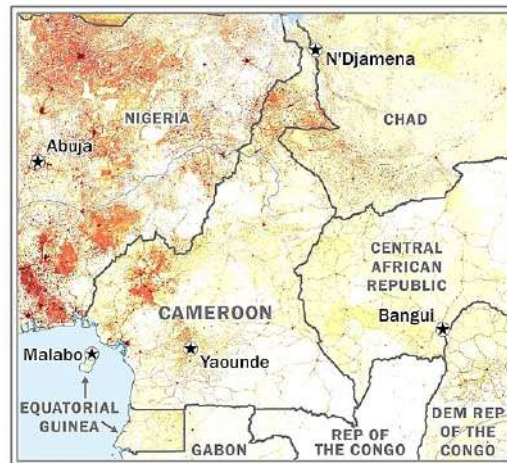 N'Djamena
NIGERIA
CHAD
Abuja
CENTRAL
AFRICAN
REPUBLIC
CAMEROON
Bangui
Malabo
Yaounde
EQUATORIAL
GUINEA
GABON
REP OF
THE CONGO
DEM REP
OF THE
CONGO